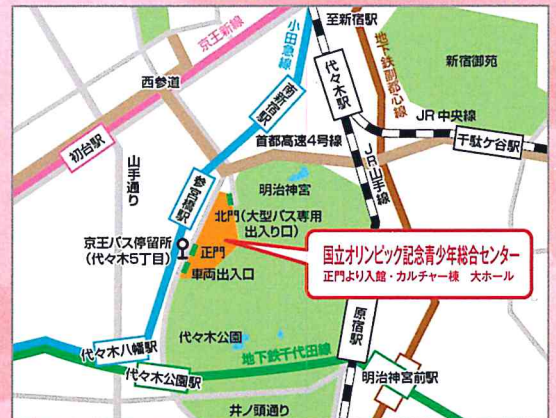 至新宿駅
京王新線
小田急線
地下鉄副都心線
新宿御苑
西参道
南新宿駅
代々木駅
JR中央線
千駄ケ谷駅
初台駅
首都高速4号線
JR山手線
山手通り
参宮橋駅
明治神宮
北門(大型バス専用
出入り口)
京王バス停留所
(代々木5丁目)
正門
車両出入口
国立オリンピック記念青少年総合センター
正門より入館・カルチャー棟 大ホール
原宿駅
代々木公園
代々木八幡駅
地下鉄千代田線
代々木公園駅
明治神宮前駅
井ノ頭通り